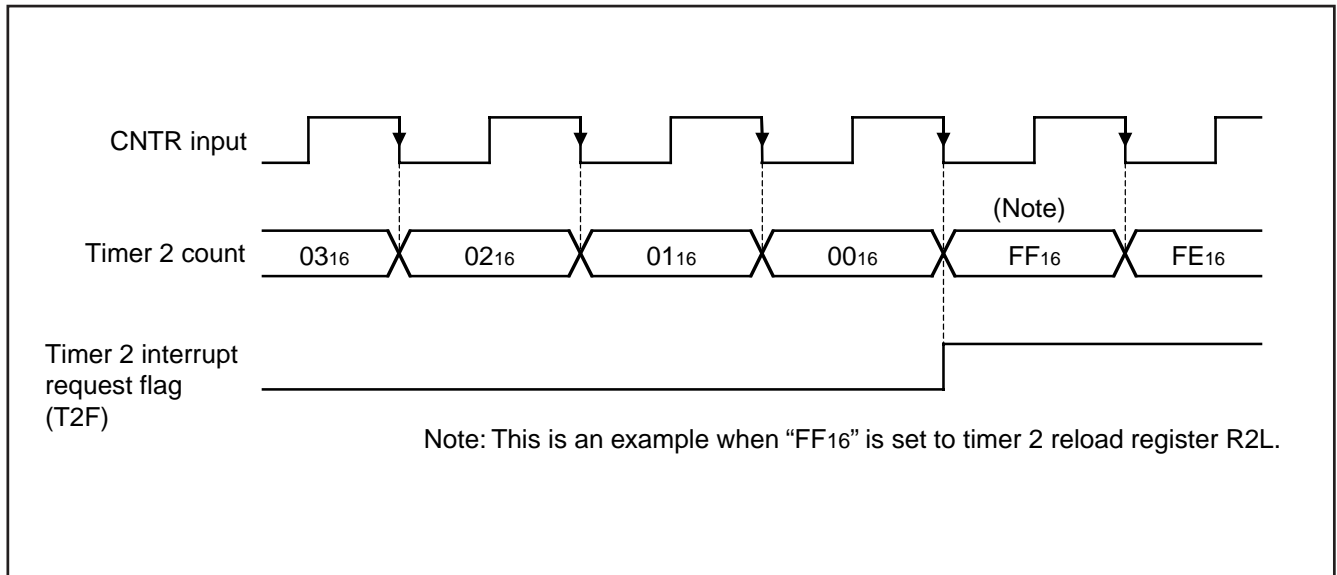 CNTR input
(Note)
Timer 2 count
0316 0216 0116 0016 FF16 FE16
Timer 2 interrupt
request flag
(T2F)
Note: This is an example when “FF16” is set to timer 2 reload register R2L.